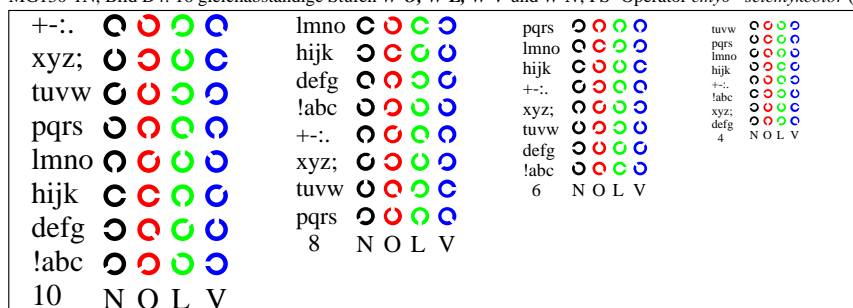 +-:.
xyz;
tuvw
pqrs
lmno
hijk
defg
!abc
10 N O L V
lmno
hijk
defg
!abc
+-:.
xyz;
tuvw
pqrs
8 N O L V
pqrs
lmno
hijk
+-:.
xyz;
tuvw
defg
!abc
6 N O L V
tuvw
pqrs
lmno
hijk
+-:.
!abc
xyz;
defg
4 N O L V